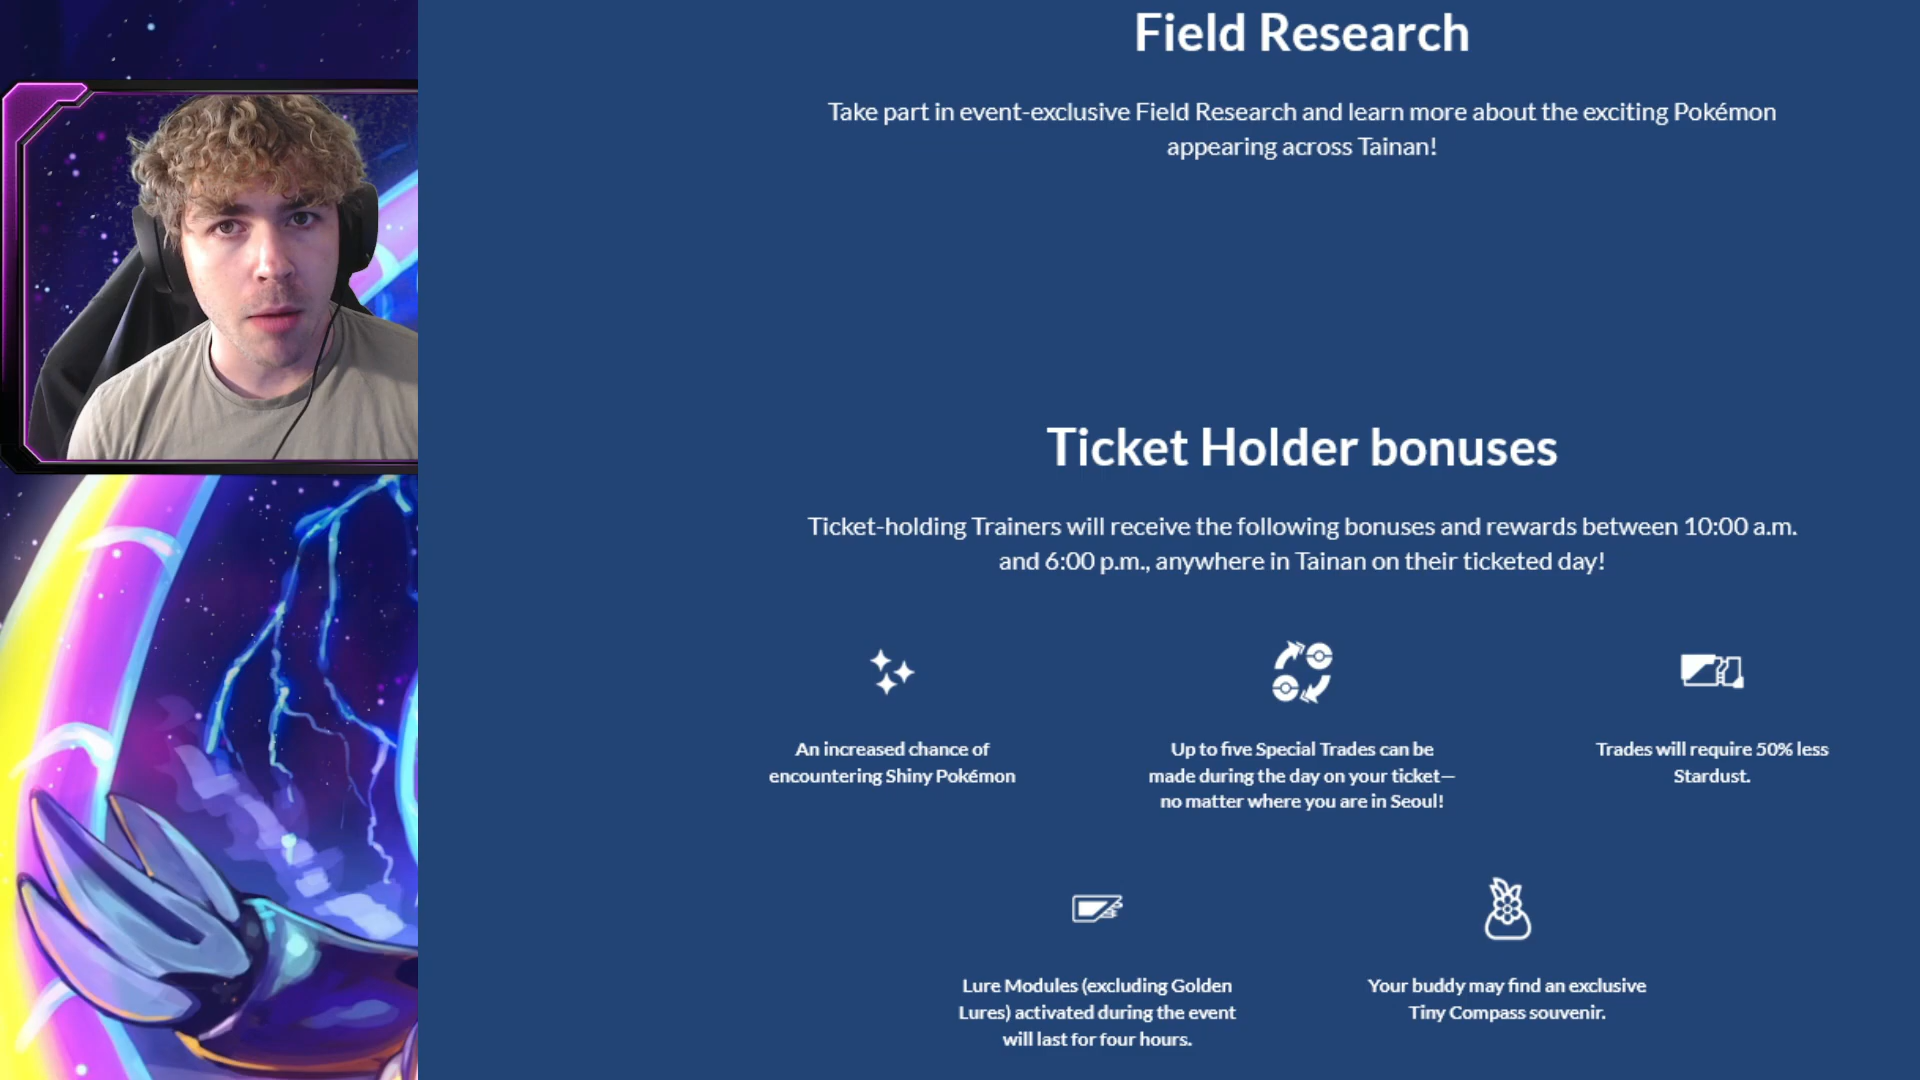 Field Research
Take part in event-exclusive Field Research and learn more about the exciting Pokémon
appearing across Tainan!
Ticket Holder bonuses
Ticket-holding Trainers will receive the following bonuses and rewards between 10:00 a.m.
and 6:00 p.m., anywhere in Tainan on their ticketed day!
An increased chance of
encountering Shiny Pokémon
Up to five Special Trades can be
made during the day on your ticket—
no matter where you are in Seoul!
Trades will require 50% less
Stardust.
Lure Modules (excluding Golden
Lures) activated during the event
will last for four hours.
Your buddy may find an exclusive
Tiny Compass souvenir.